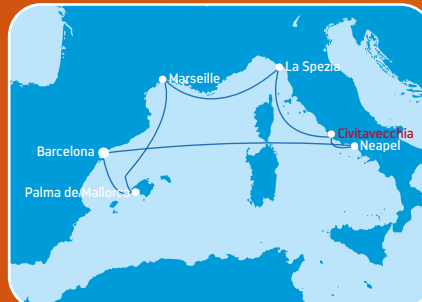 Marseille
La Spezia
Civitavecchia
Neapel
Barcelona
Palma de Mallorca